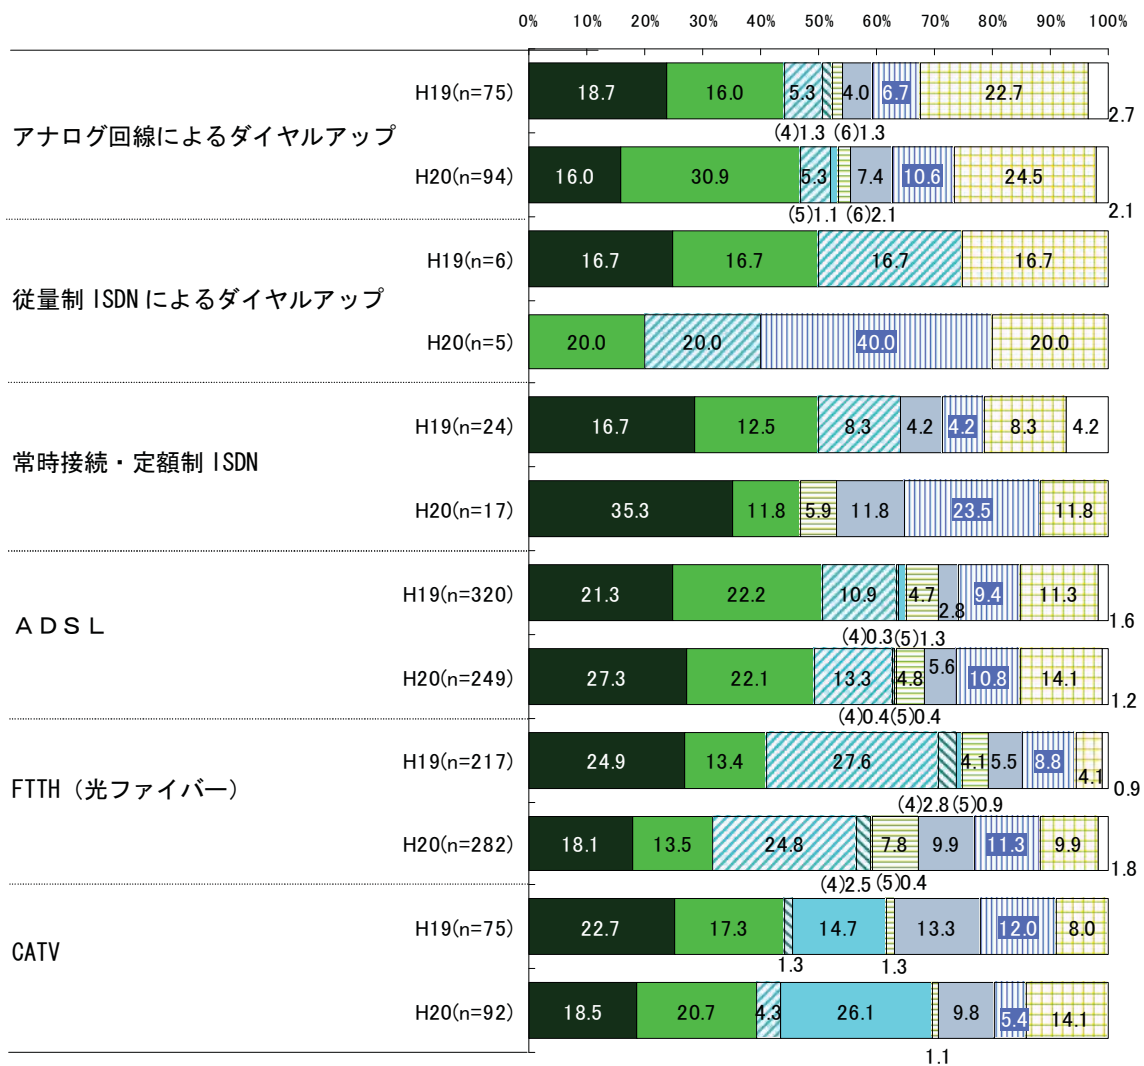 0% 10% 20% 30% 40% 50% 60% 70% 80% 90% 100%
アナログ回線によるダイヤルアップ
H19(n=75) 18.7 16.0 5.3 4.0 6.7 22.7 2.7
(4)1.3 (6)1.3
H20(n=94) 16.0 30.9 5.3 7.4 10.6 24.5 2.1
(5)1.1 (6)2.1
従量制ISDNによるダイヤルアップ
H19(n=6) 16.7 16.7 16.7 16.7
H20(n=5) 20.0 20.0 40.0 20.0
常時接続・定額制ISDN
H19(n=24) 16.7 12.5 8.3 4.2 4.2 8.3 4.2
H20(n=17) 35.3 11.8 5.9 11.8 23.5 11.8
ADSL
H19(n=320) 21.3 22.2 10.9 4.7 2.8 9.4 11.3 1.6
(4)0.3 (5)1.3
H20(n=249) 27.3 22.1 13.3 4.8 5.6 10.8 14.1 1.2
(4)0.4 (5)0.4
FTTH（光ファイバー）
H19(n=217) 24.9 13.4 27.6 4.1 5.5 8.8 4.1 0.9
(4)2.8 (5)0.9
H20(n=282) 18.1 13.5 24.8 7.8 9.9 11.3 9.9 1.8
(4)2.5 (5)0.4
CATV
H19(n=75) 22.7 17.3 14.7 13.3 12.0 8.0
1.3 1.3
H20(n=92) 18.5 20.7 4.3 26.1 9.8 5.4 14.1
1.1